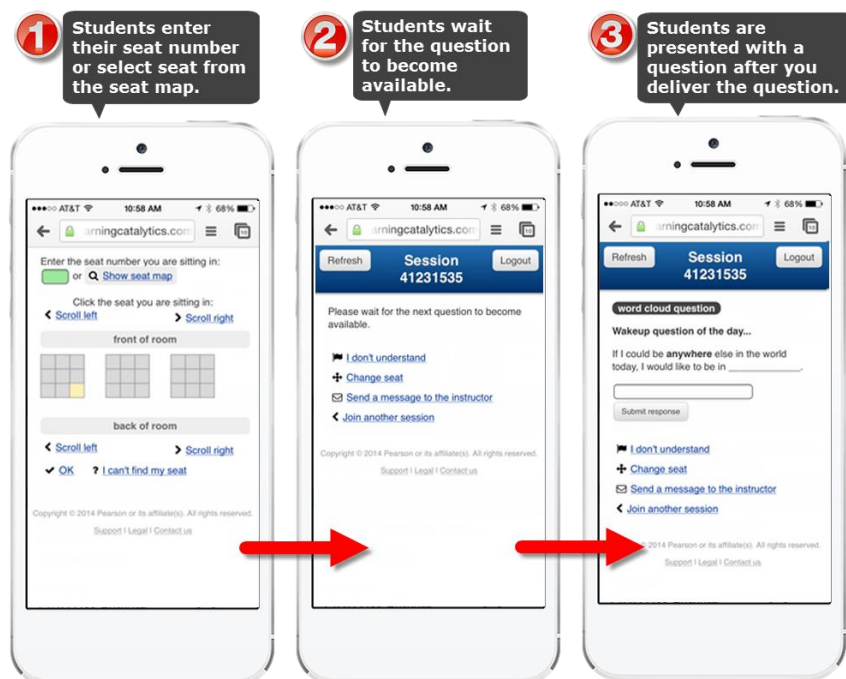 1
Students enter
their seat number
or select seat from
the seat map.
AT&T 10:58 AM 68%
arningcatalytics.com
Enter the seat number you are sitting in:
or Show seat map
Click the seat you are sitting in:
Scroll left Scroll right
front of room
back of room
Scroll left Scroll right
OK ? I can't find my seat
Copyright © 2014 Pearson or its affiliate(s). All rights reserved.
Support | Legal | Contact us
2
Students wait
for the question
to become
available.
AT&T 10:58 AM 68%
arningcatalytics.com
Refresh Session Logout
41231535
Please wait for the next question to become
available.
I don't understand
Change seat
Send a message to the instructor
Join another session
Copyright © 2014 Pearson or its affiliate(s). All rights reserved.
Support | Legal | Contact us
3
Students are
presented with a
question after you
deliver the question.
AT&T 10:58 AM 68%
arningcatalytics.com
Refresh Session Logout
41231535
word cloud question
Wakeup question of the day...
If I could be anywhere else in the world
today, I would like to be in ____________.
Submit response
I don't understand
Change seat
Send a message to the instructor
Join another session
2014 Pearson or its affiliate(s). All rights reserved.
Support | Legal | Contact us